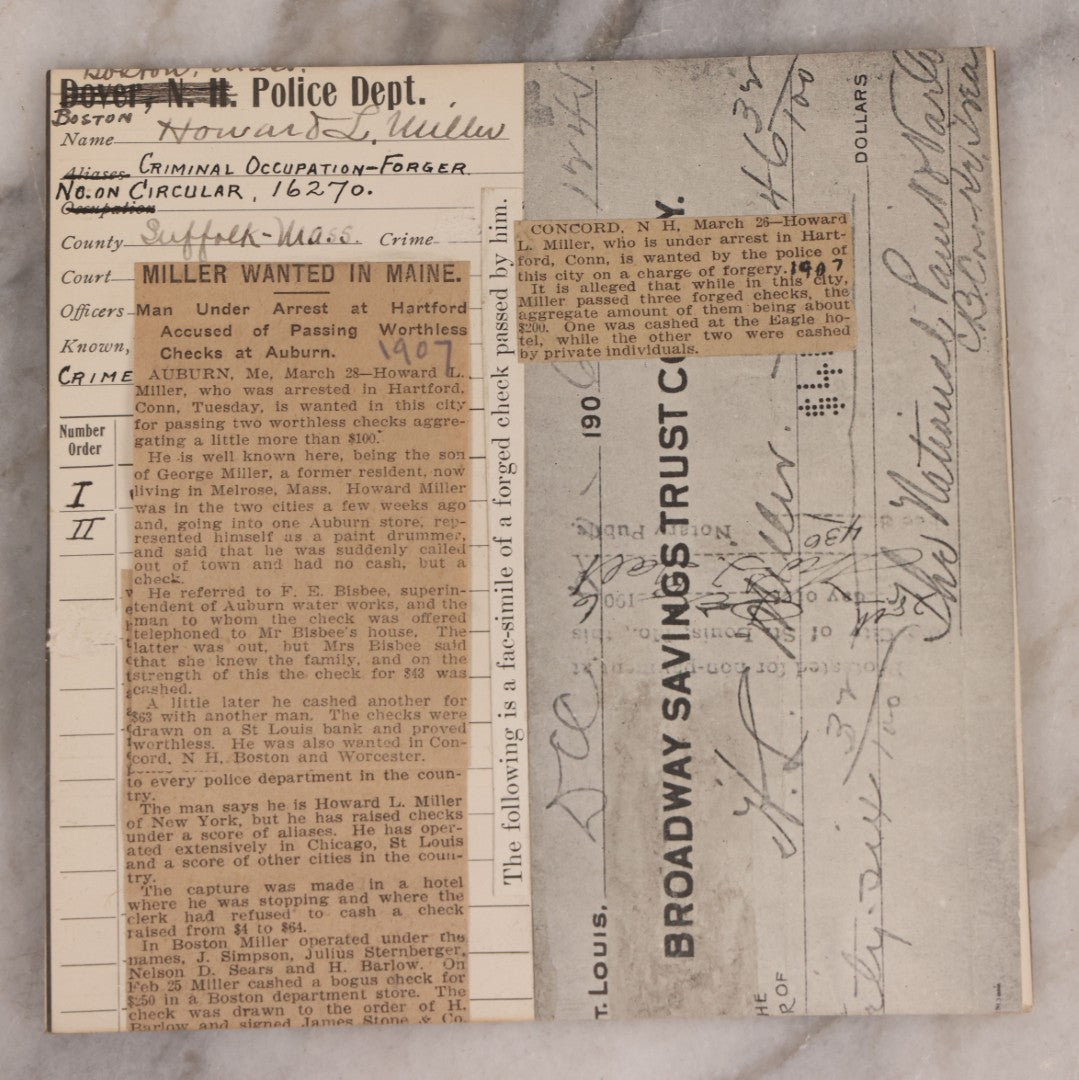 Boston, Mass.
Dover, N. H. Police Dept.
BOSTON
Name Howard L. Miller
Aliases CRIMINAL OCCUPATION-FORGER
NO. ON CIRCULAR, 16270.
Occupation
County Suffolk-Mass. Crime
Court
Officers
Known,
CRIME
Number
Order
I
II
MILLER WANTED IN MAINE.
Man Under Arrest at Hartford
Accused of Passing Worthless
Checks at Auburn.
1907
AUBURN, Me, March 28—Howard L.
Miller, who was arrested in Hartford,
Conn, Tuesday, is wanted in this city
for passing two worthless checks aggre-
gating a little more than $100.
He is well known here, being the son
of George Miller, a former resident, now
living in Melrose, Mass. Howard Miller
was in the two cities a few weeks ago
and, going into one Auburn store, rep-
resented himself as a paint drummer,
and said that he was suddenly called
out of town and had no cash, but a
check.
He referred to F. E. Bisbee, superin-
tendent of Auburn water works, and the
man to whom the check was offered
telephoned to Mr Bisbee's house. The
latter was out, but Mrs Bisbee said
that she knew the family, and on the
strength of this the check for $43 was
cashed.
A little later he cashed another for
$63 with another man. The checks were
drawn on a St Louis bank and proved
worthless. He was also wanted in Con-
cord, N H, Boston and Worcester.
to every police department in the coun-
try.
The man says he is Howard L. Miller
of New York, but he has raised checks
under a score of aliases. He has oper-
ated extensively in Chicago, St Louis
and a score of other cities in the coun-
try.
The capture was made in a hotel
where he was stopping and where the
clerk had refused to cash a check
raised from $4 to $64.
In Boston Miller operated under the
names, J. Simpson, Julius Sternberger,
Nelson D. Sears and H. Barlow. On
Feb 25 Miller cashed a bogus check for
$250 in a Boston department store. The
check was drawn to the order of H.
Barlow and signed James Stone & Co.
The following is a fac-simile of a forged check passed by him.
CONCORD, N H, March 26—Howard
L. Miller, who is under arrest in Hart-
ford, Conn, is wanted by the police of
this city on a charge of forgery. 1907
It is alleged that while in this city,
Miller passed three forged checks, the
aggregate amount of them being about
$200. One was cashed at the Eagle ho-
tel, while the other two were cashed
by private individuals.
T. LOUIS, 190
BROADWAY SAVINGS TRUST CO.
46 32/100
DOLLARS
Notary Public.
day of 190